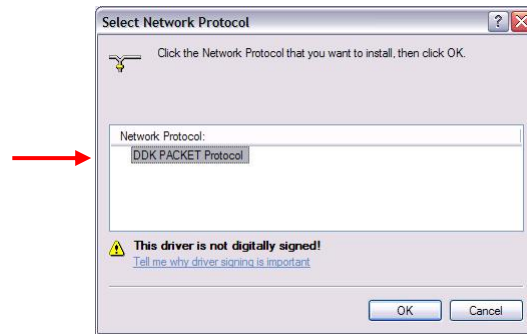 Select Network Protocol
Click the Network Protocol that you want to install, then click OK.
Network Protocol:
DDK PACKET Protocol
This driver is not digitally signed!
Tell me why driver signing is important
OK Cancel